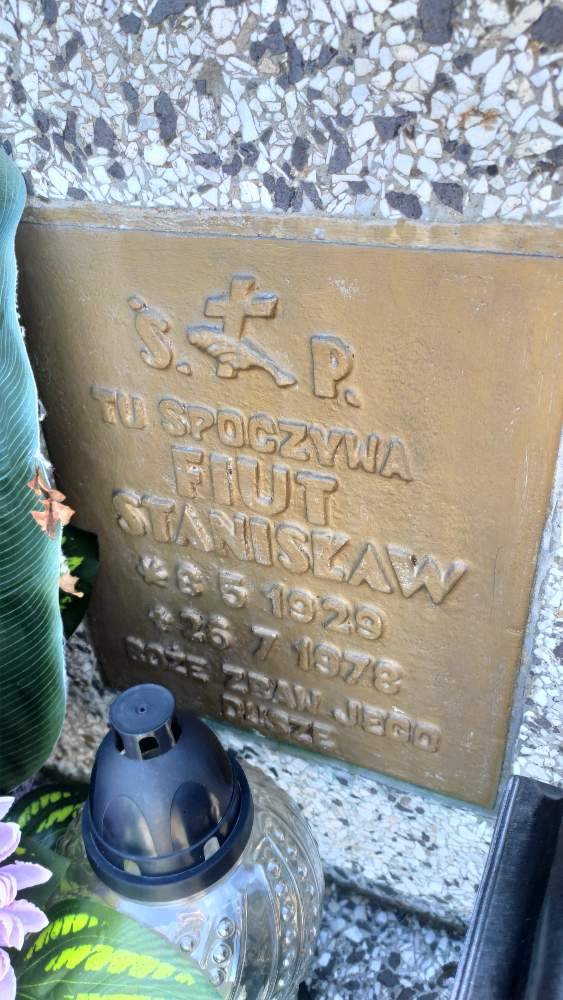 Ś. P.
TU SPOCZYWA
FIUT
STANISŁAW
* 8 5 1929
+ 26 7 1978
BOŻE ZBAW JEGO
DUSZE